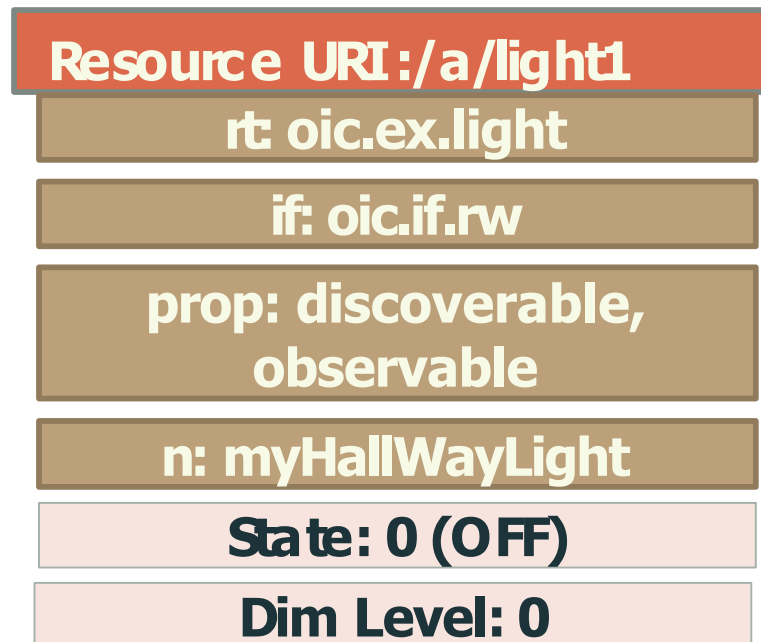 Resource URI:/a/light1
rt: oic.ex.light
if: oic.if.rw
prop: discoverable,
observable
n: myHallWayLight
State: 0 (OFF)
Dim Level: 0